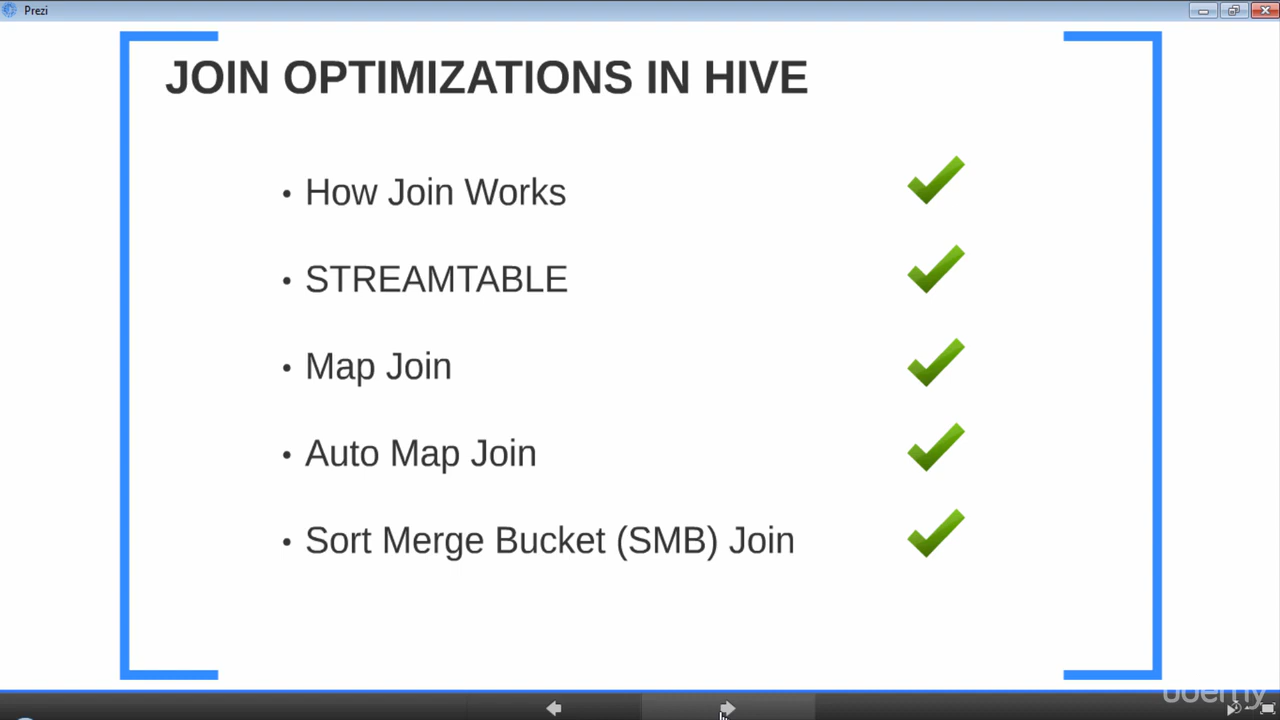 Prezi
JOIN OPTIMIZATIONS IN HIVE
• How Join Works
• STREAMTABLE
• Map Join
• Auto Map Join
• Sort Merge Bucket (SMB) Join
udemy